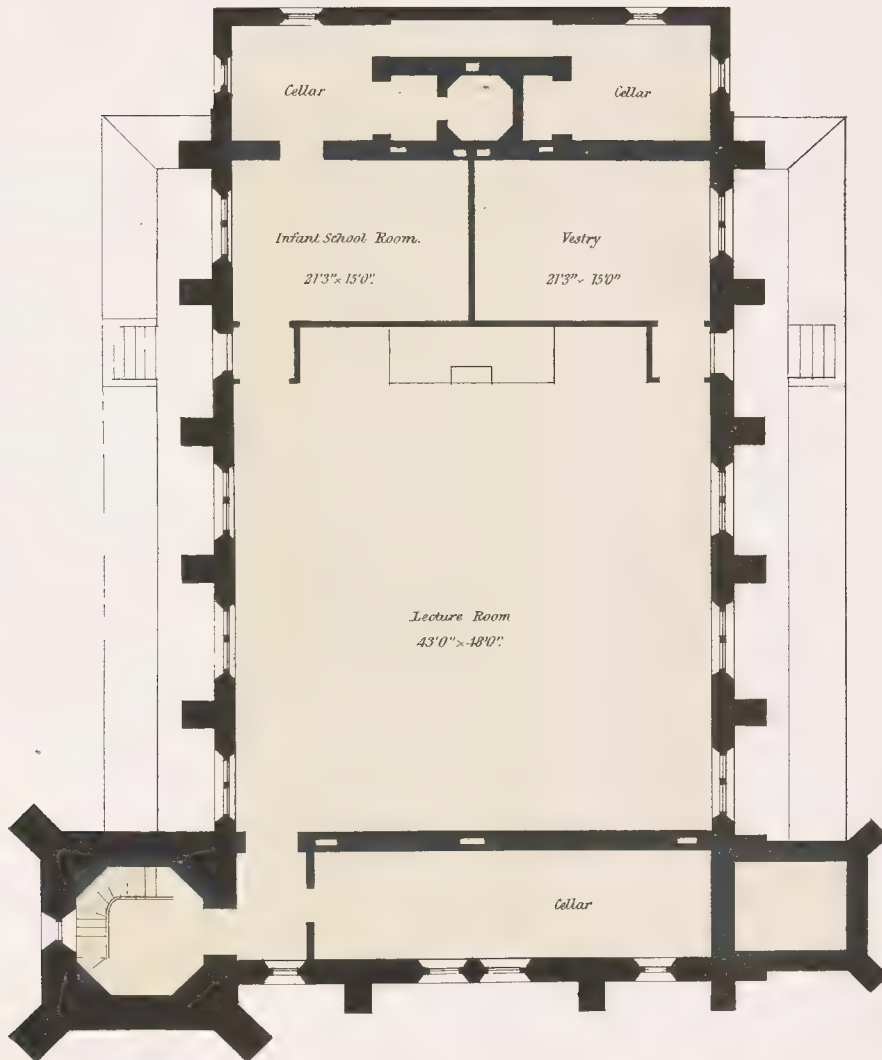 Cellar
Cellar
Infant School Room.
21'3" × 15'0".
Vestry
21'3" × 15'0"
Lecture Room
43'0" × 48'0".
Cellar